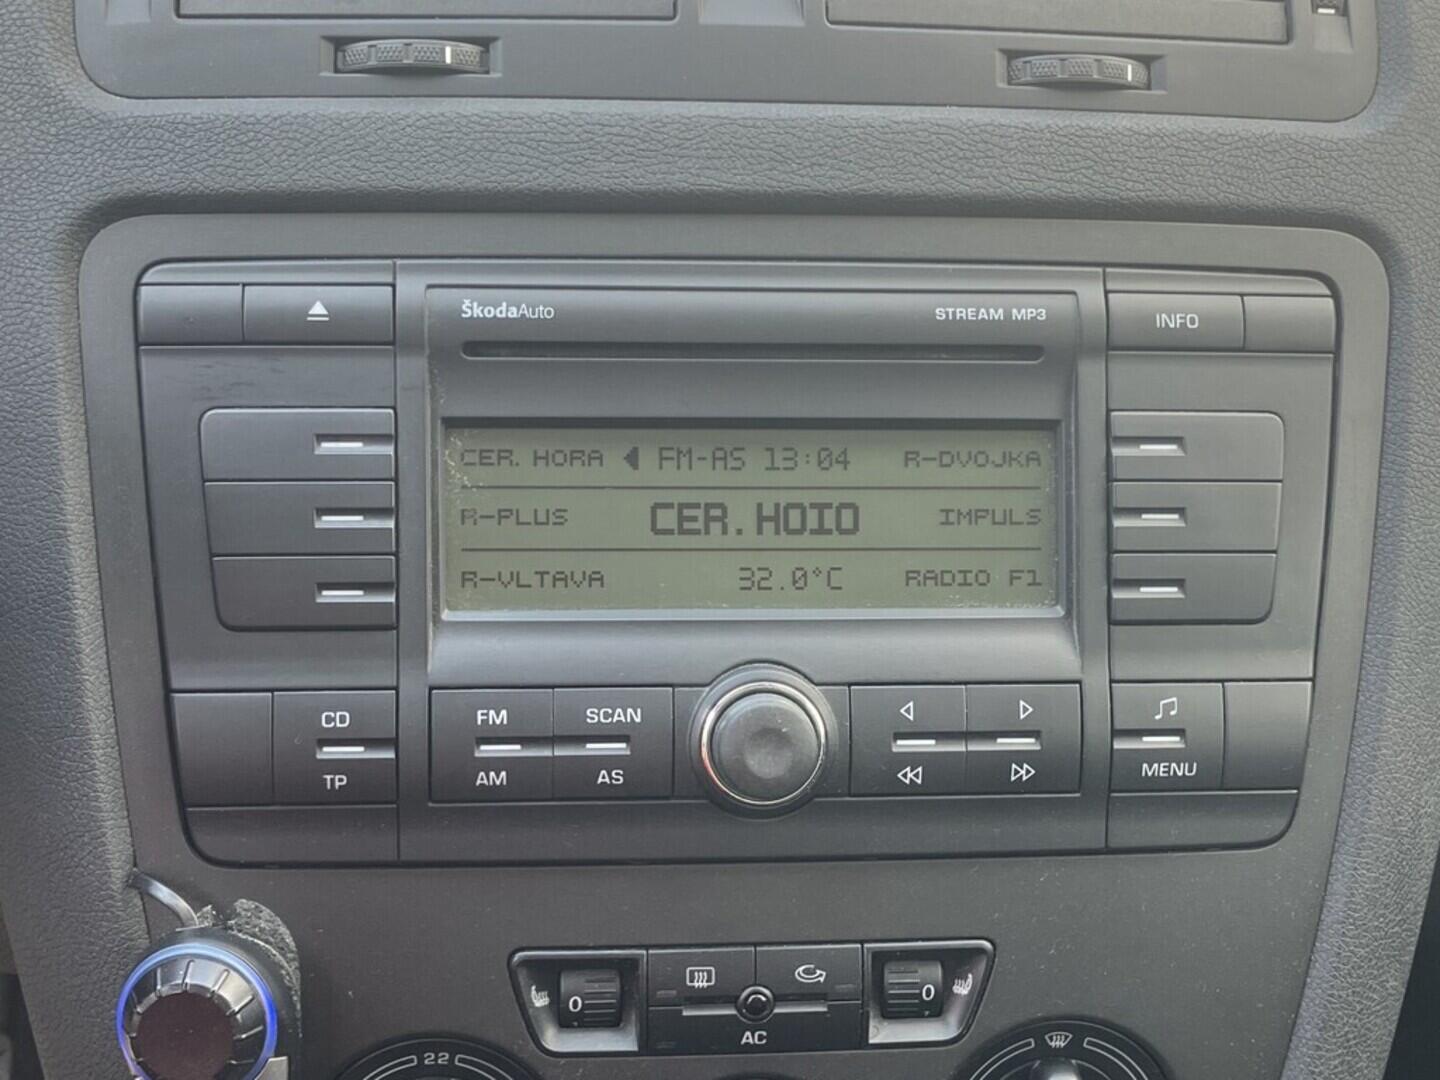 ŠkodaAuto STREAM MP3 INFO
CER. HORA FM-AS 13:04 R-DVOJKA
R-PLUS CER.HOIO IMPULS
R-VLTAVA 32.0°C RADIO F1
CD FM SCAN
TP AM AS MENU
0 0
AC
22